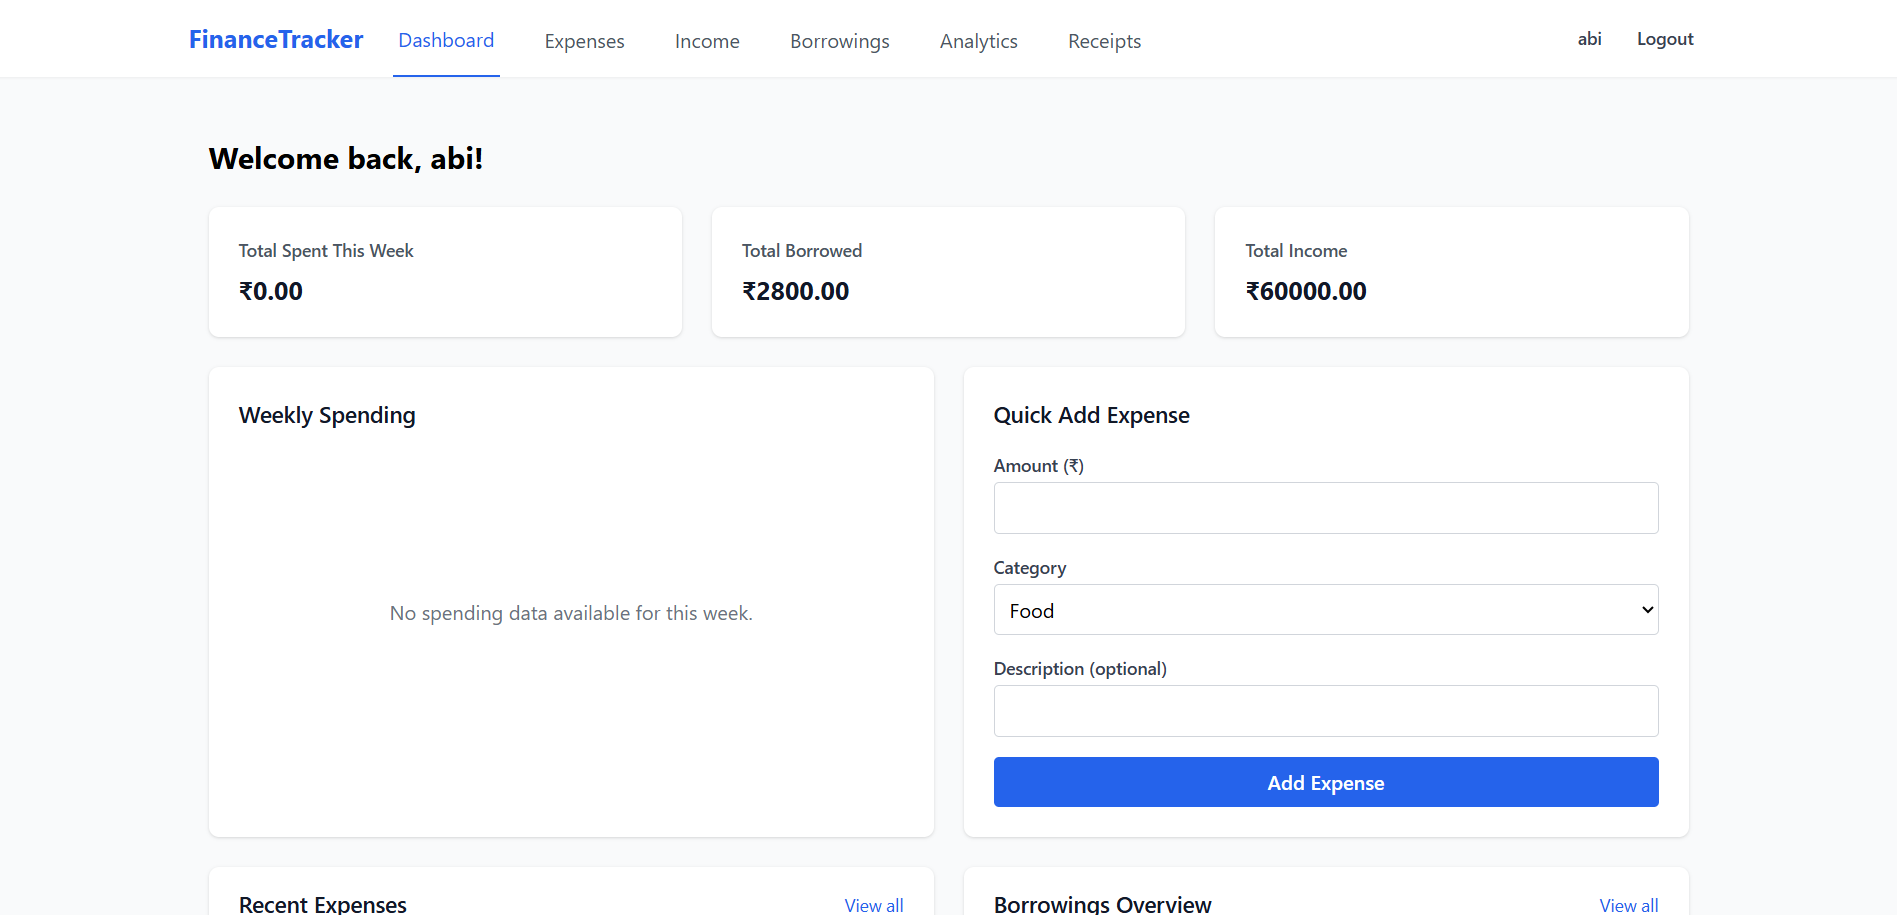 FinanceTracker
Dashboard
Expenses
Income
Borrowings
Analytics
Receipts
abi
Logout
Welcome back, abi!
Total Spent This Week
₹0.00
Total Borrowed
₹2800.00
Total Income
₹60000.00
Weekly Spending
No spending data available for this week.
Quick Add Expense
Amount (₹)
Category
Food
Description (optional)
Add Expense
Recent Expenses
View all
Borrowings Overview
View all